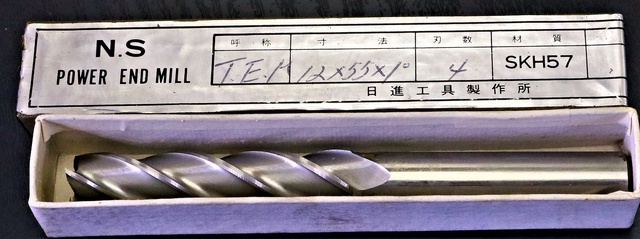 N.S
POWER END MILL
呼 称 寸 法 刃 数 材 質
T.E.M 12×55×1° 4 SKH57
日 進 工 具 製 作 所